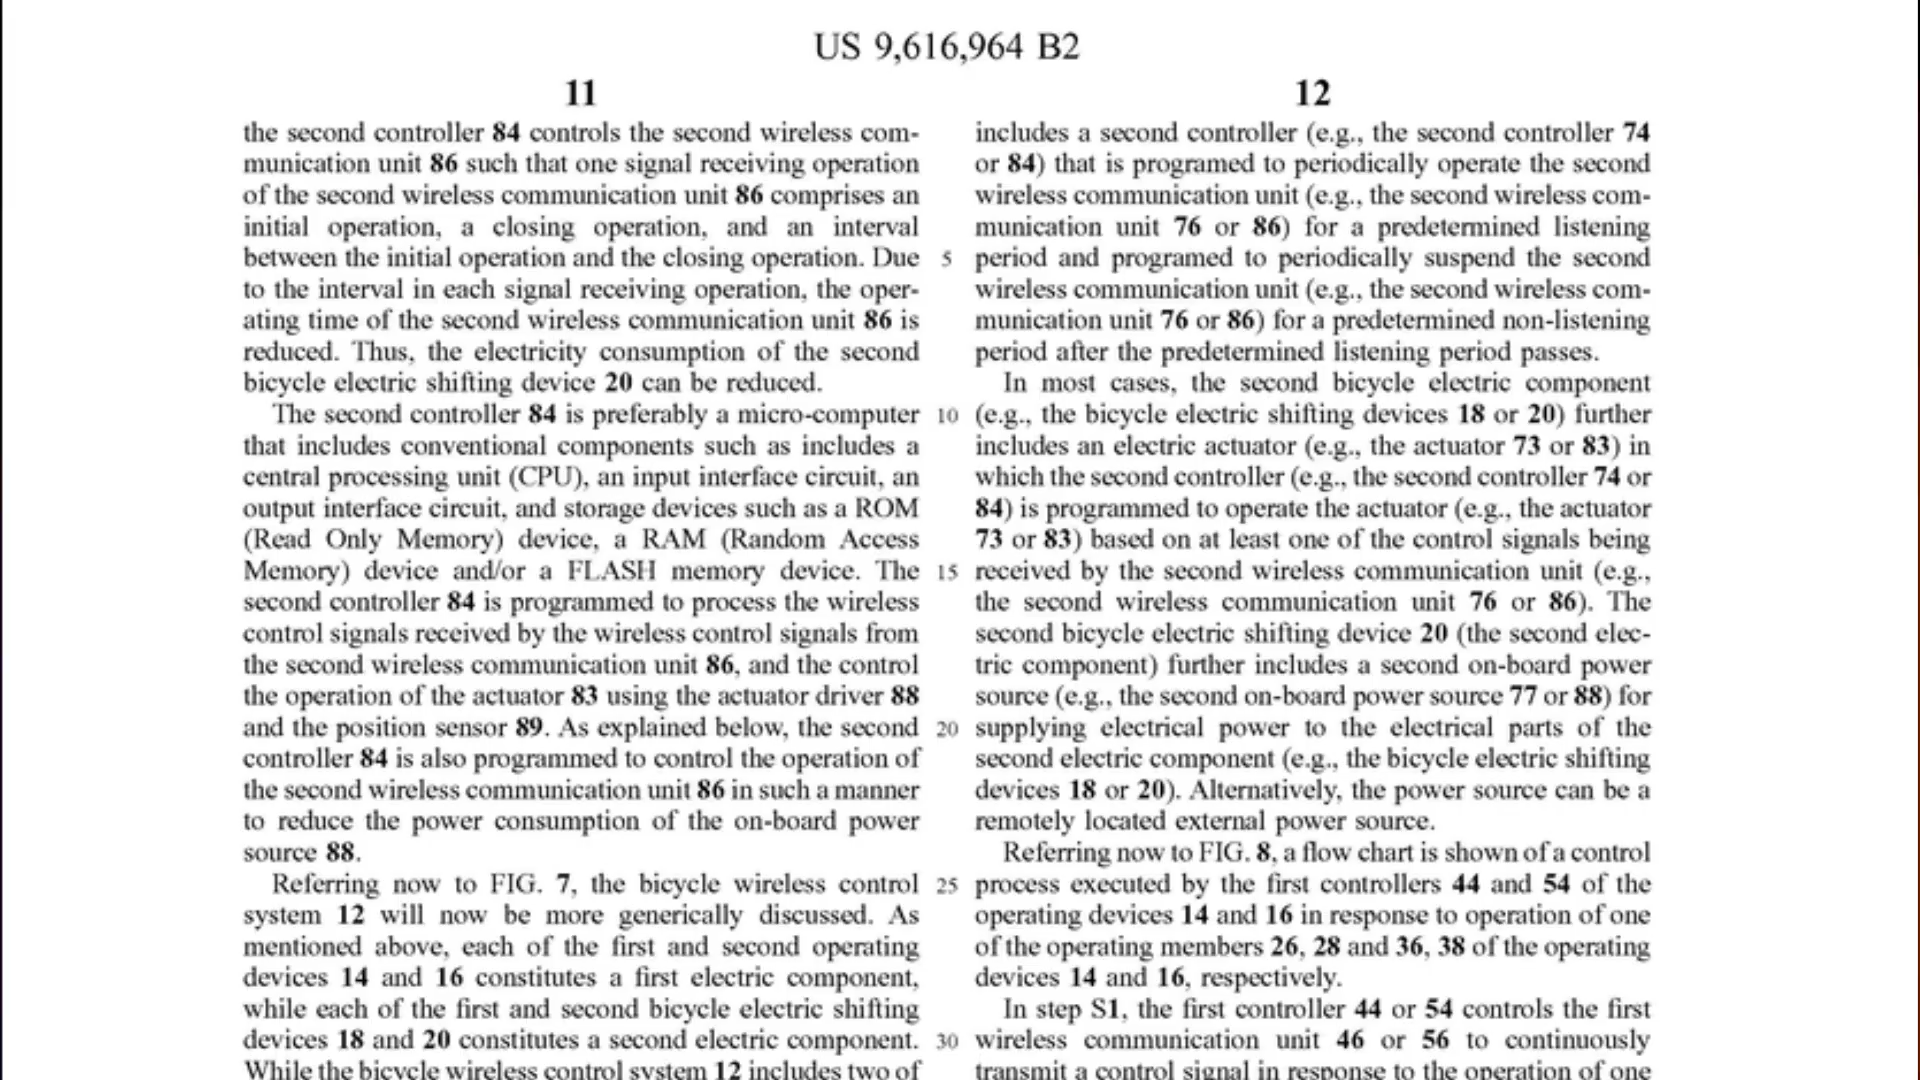 US 9,616,964 B2
11
the second controller 84 controls the second wireless com-
munication unit 86 such that one signal receiving operation
of the second wireless communication unit 86 comprises an
initial operation, a closing operation, and an interval
between the initial operation and the closing operation. Due
to the interval in each signal receiving operation, the oper-
ating time of the second wireless communication unit 86 is
reduced. Thus, the electricity consumption of the second
bicycle electric shifting device 20 can be reduced.
The second controller 84 is preferably a micro-computer
that includes conventional components such as includes a
central processing unit (CPU), an input interface circuit, an
output interface circuit, and storage devices such as a ROM
(Read Only Memory) device, a RAM (Random Access
Memory) device and/or a FLASH memory device. The
second controller 84 is programmed to process the wireless
control signals received by the wireless control signals from
the second wireless communication unit 86, and the control
the operation of the actuator 83 using the actuator driver 88
and the position sensor 89. As explained below, the second
controller 84 is also programmed to control the operation of
the second wireless communication unit 86 in such a manner
to reduce the power consumption of the on-board power
source 88.
Referring now to FIG. 7, the bicycle wireless control
system 12 will now be more generically discussed. As
mentioned above, each of the first and second operating
devices 14 and 16 constitutes a first electric component,
while each of the first and second bicycle electric shifting
devices 18 and 20 constitutes a second electric component.
While the bicycle wireless control system 12 includes two of
5
10
15
20
25
30
12
includes a second controller (e.g., the second controller 74
or 84) that is programed to periodically operate the second
wireless communication unit (e.g., the second wireless com-
munication unit 76 or 86) for a predetermined listening
period and programed to periodically suspend the second
wireless communication unit (e.g., the second wireless com-
munication unit 76 or 86) for a predetermined non-listening
period after the predetermined listening period passes.
In most cases, the second bicycle electric component
(e.g., the bicycle electric shifting devices 18 or 20) further
includes an electric actuator (e.g., the actuator 73 or 83) in
which the second controller (e.g., the second controller 74 or
84) is programmed to operate the actuator (e.g., the actuator
73 or 83) based on at least one of the control signals being
received by the second wireless communication unit (e.g.,
the second wireless communication unit 76 or 86). The
second bicycle electric shifting device 20 (the second elec-
tric component) further includes a second on-board power
source (e.g., the second on-board power source 77 or 88) for
supplying electrical power to the electrical parts of the
second electric component (e.g., the bicycle electric shifting
devices 18 or 20). Alternatively, the power source can be a
remotely located external power source.
Referring now to FIG. 8, a flow chart is shown of a control
process executed by the first controllers 44 and 54 of the
operating devices 14 and 16 in response to operation of one
of the operating members 26, 28 and 36, 38 of the operating
devices 14 and 16, respectively.
In step S1, the first controller 44 or 54 controls the first
wireless communication unit 46 or 56 to continuously
transmit a control signal in response to the operation of one